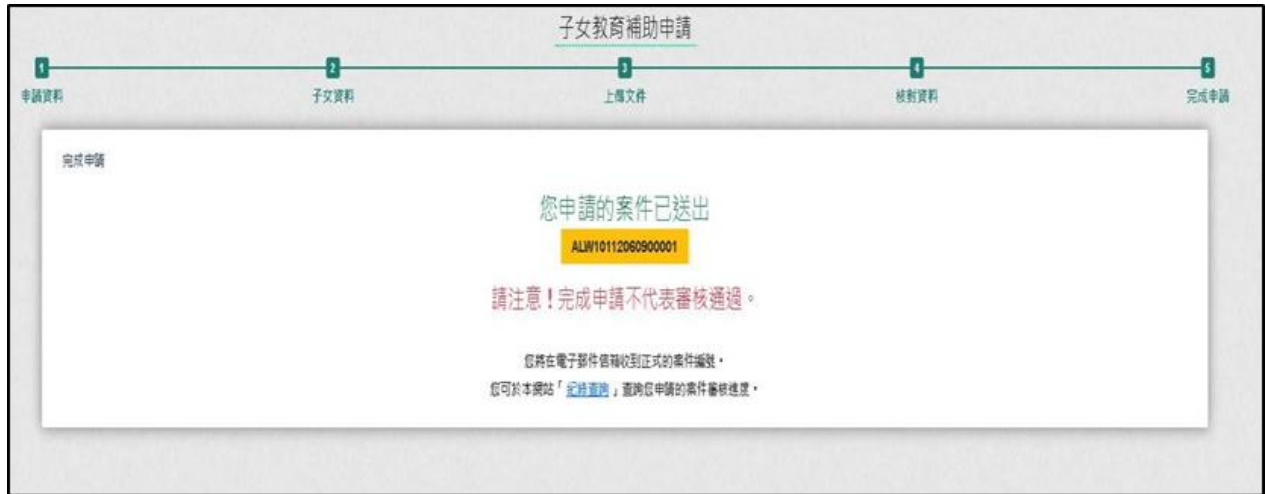 子女教育補助申請
1
2
3
4
5
申請資料
子女資料
上傳文件
核對資料
完成申請
完成申請
您申請的案件已送出
ALW10112060900001
請注意！完成申請不代表審核通過。
您將在電子郵件信箱收到正式的案件編號。
您可於本網站「紀錄查詢」查詢您申請的案件審核進度。